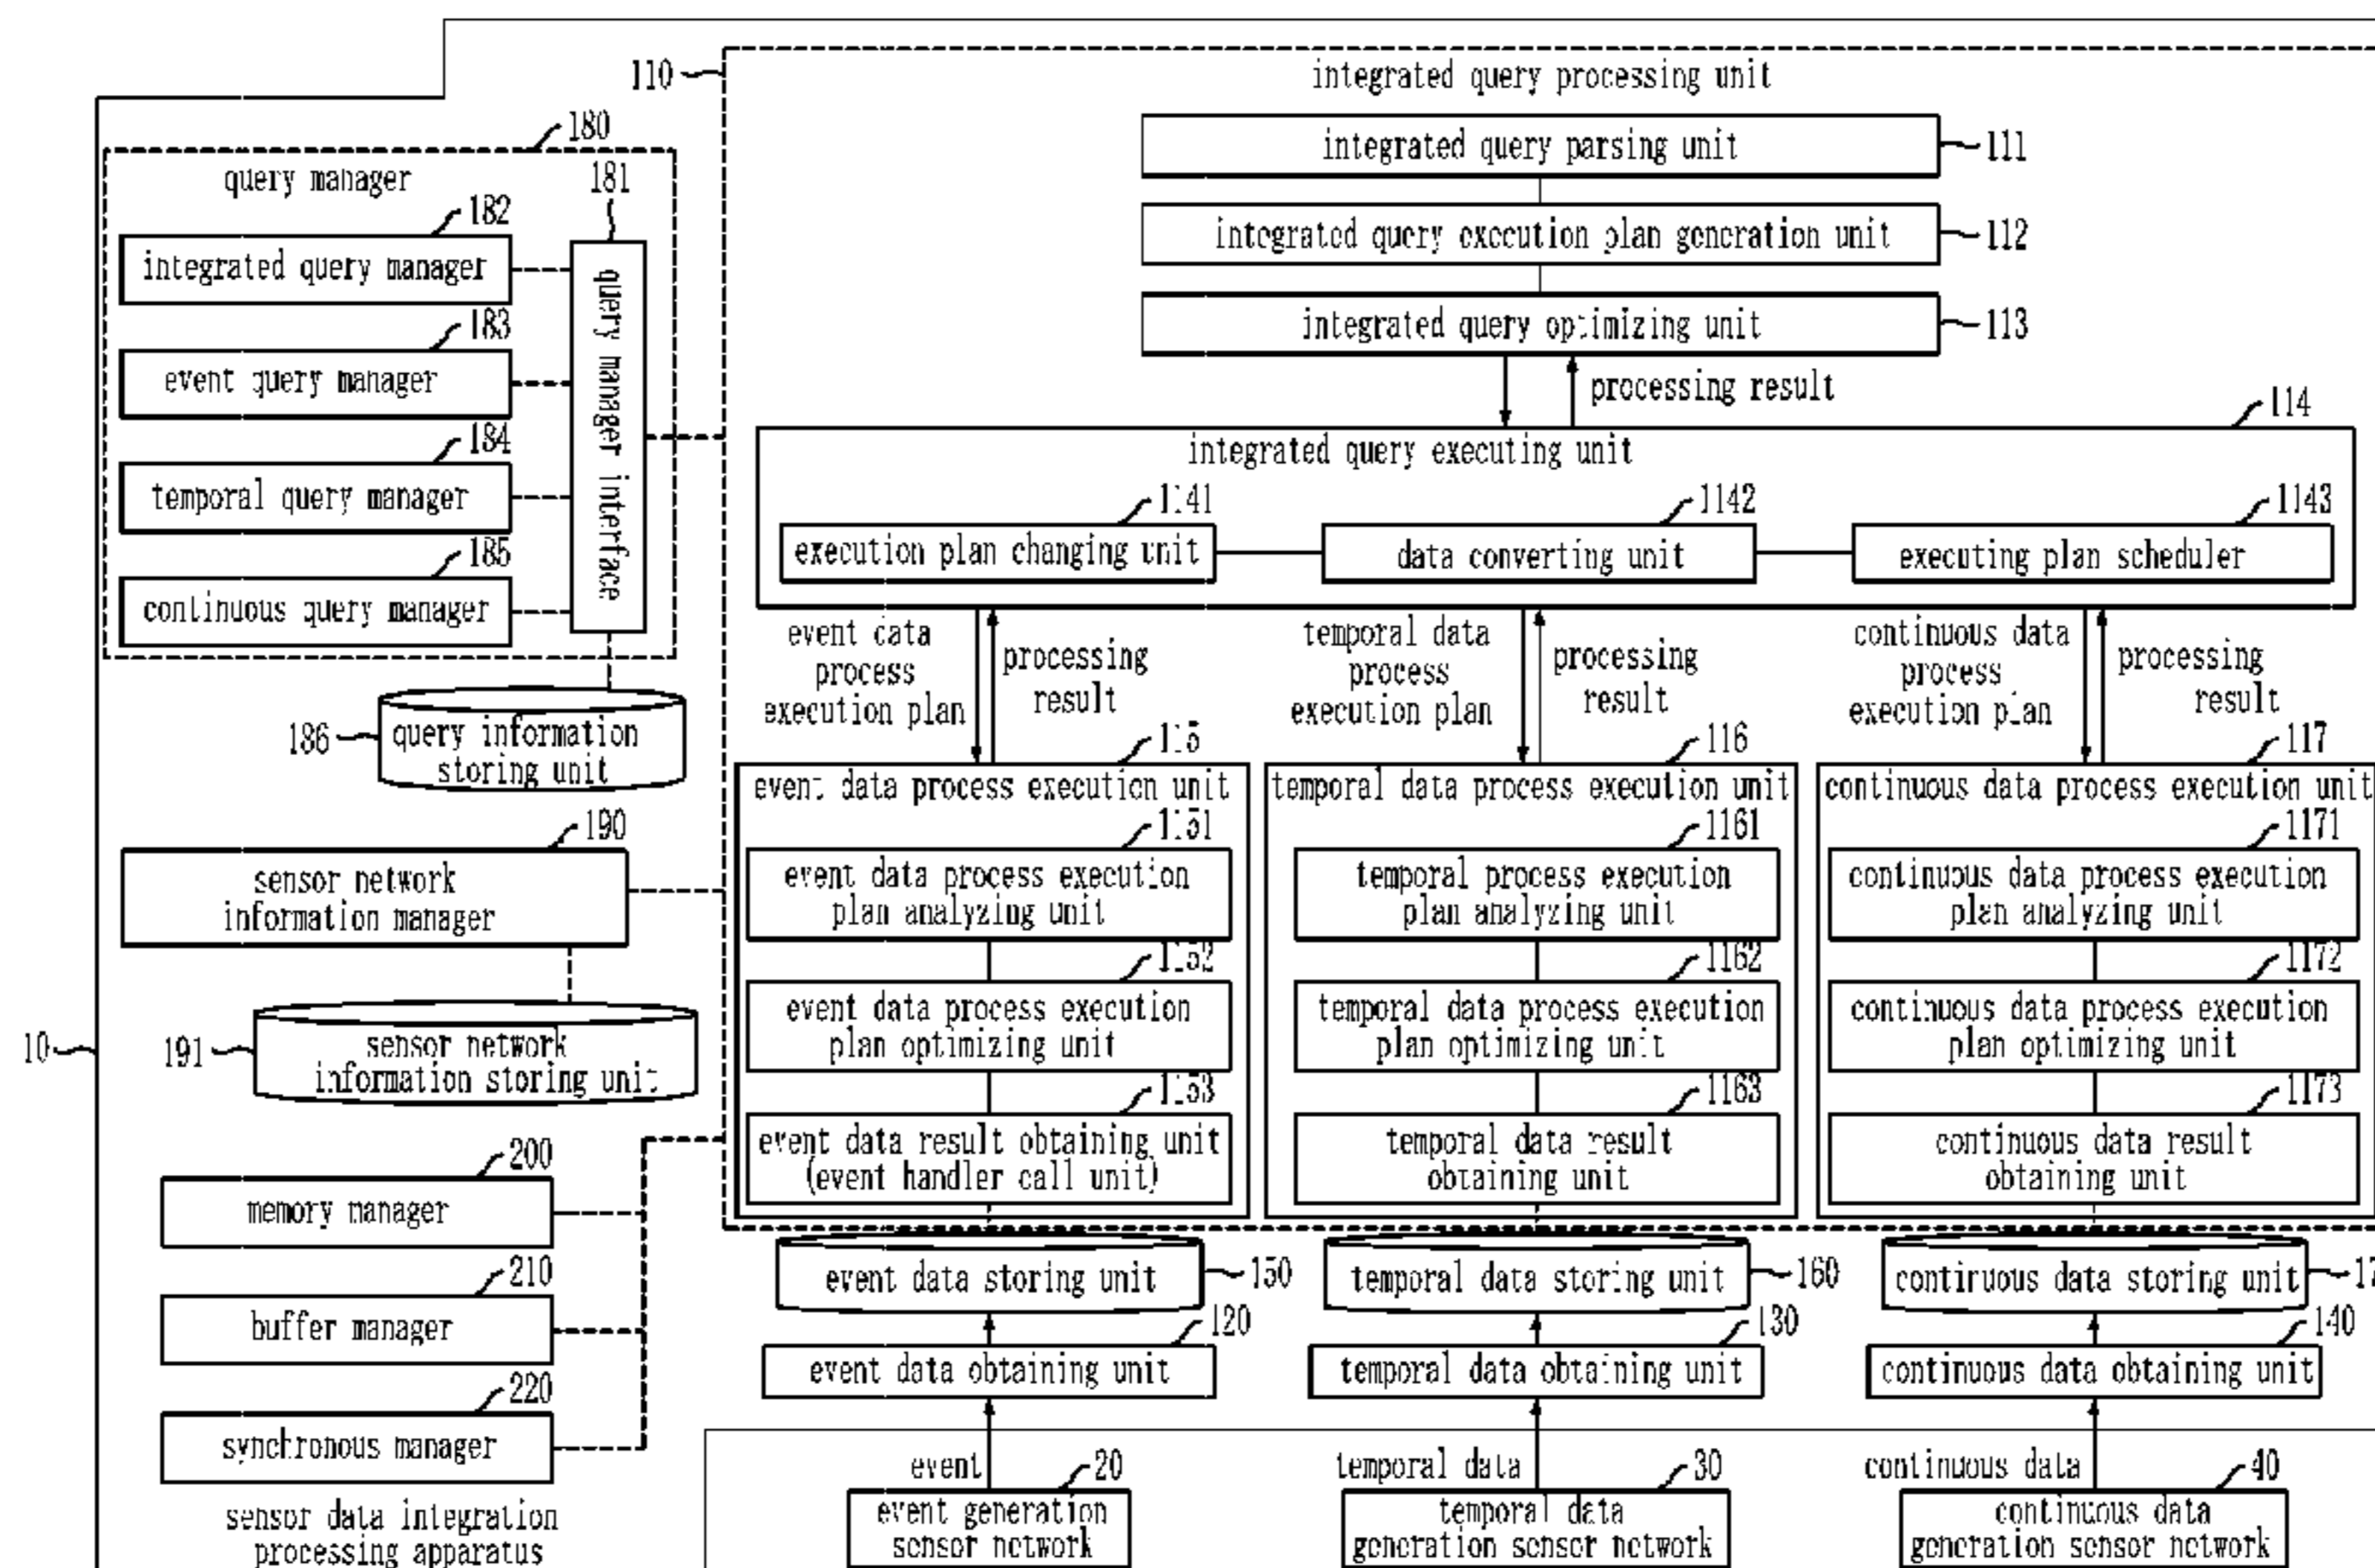 110
integrated query processing unit
integrated query parsing unit
111
integrated query execution plan generation unit
112
integrated query optimizing unit
113
processing result
180
query manager
181
query manager interface
182
integrated query manager
183
event query manager
184
temporal query manager
185
continuous query manager
186
query information
storing unit
114
integrated query executing unit
1141
execution plan changing unit
1142
data converting unit
1143
executing plan scheduler
event data
process
execution plan
processing
result
temporal data
process
execution plan
processing
result
continuous data
process
execution plan
processing
result
115
event data process execution unit
1151
event data process execution
plan analyzing unit
1152
event data process execution
plan optimizing unit
1153
event data result obtaining unit
(event handler call unit)
116
temporal data process execution unit
1161
temporal process execution
plan analyzing unit
1162
temporal data process execution
plan optimizing unit
1163
temporal data result
obtaining unit
117
continuous data process execution unit
1171
continuous data process execution
plan analyzing unit
1172
continuous data process execution
plan optimizing unit
1173
continuous data result
obtaining unit
190
sensor network
information manager
10
191
sensor network
information storing unit
200
memory manager
210
buffer manager
220
synchronous manager
sensor data integration
processing apparatus
event data storing unit
150
temporal data storing unit
160
continuous data storing unit
120
event data obtaining unit
130
temporal data obtaining unit
140
continuous data obtaining unit
event
20
event generation
sensor network
temporal data
30
temporal data
generation sensor network
continuous data
40
continuous data
generation sensor network